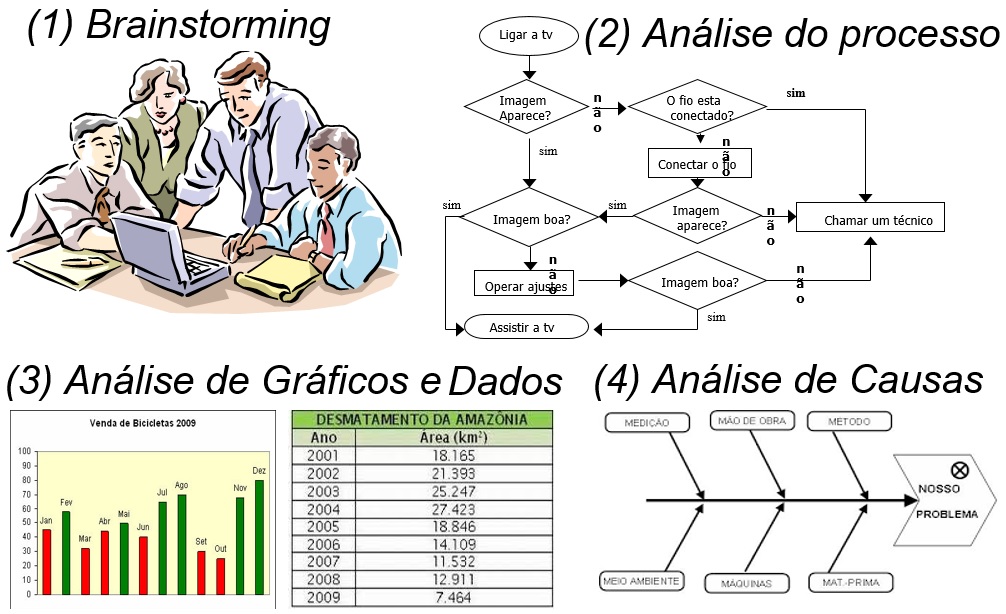 (1) Brainstorming
(2) Análise do processo
Ligar a tv
Imagem
Aparece?
não
O fio esta
conectado?
sim
sim
não
Conectar o fio
sim
Imagem boa?
sim
Imagem
aparece?
não
Chamar um técnico
não
Operar ajustes
Imagem boa?
não
sim
Assistir a tv
(3) Análise de Gráficos e Dados
Venda de Bicicletas 2009
100
90
80
70
60
50
40
30
20
10
0
Jan
Fev
Mar
Abr
Mai
Jun
Jul
Ago
Set
Out
Nov
Dez
DESMATAMENTO DA AMAZÔNIA
Ano Área (km²)
2001 18.165
2002 21.393
2003 25.247
2004 27.423
2005 18.846
2006 14.109
2007 11.532
2008 12.911
2009 7.464
(4) Análise de Causas
MEDIÇÃO
MÃO DE OBRA
METODO
NOSSO
PROBLEMA
MEIO AMBIENTE
MÁQUINAS
MAT.-PRIMA